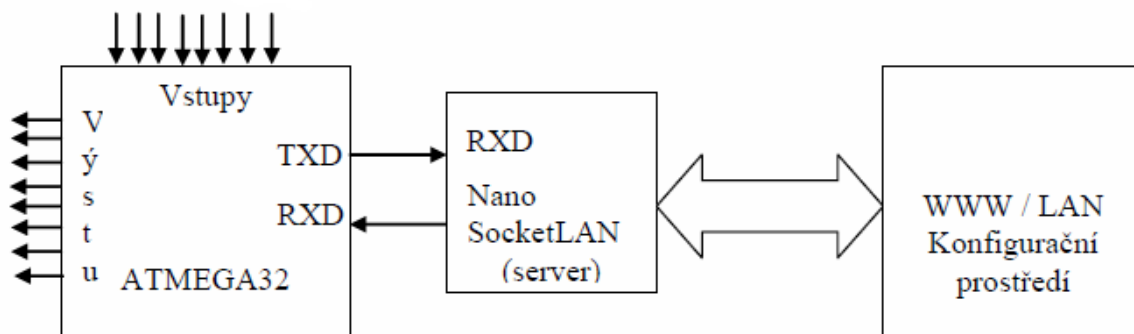 Vstupy
V
ý
s
t
u
TXD
RXD
ATMEGA32
RXD
Nano
SocketLAN
(server)
WWW / LAN
Konfigurační
prostředí